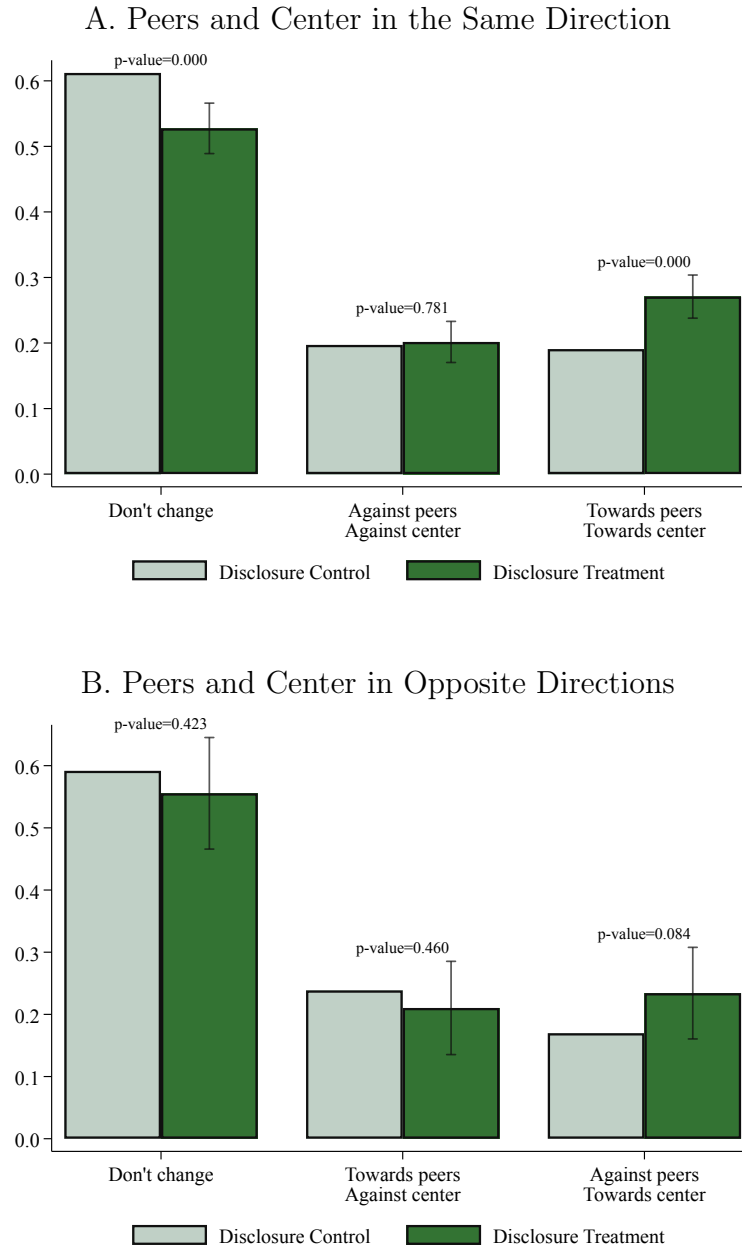 A. Peers and Center in the Same Direction
p-value=0.000
0.6
0.5
0.4
0.3
p-value=0.000
p-value=0.781
0.2
0.1
0.0
Don't change
Against peers
Against center
Towards peers
Towards center
Disclosure Control
Disclosure Treatment
B. Peers and Center in Opposite Directions
p-value=0.423
0.6
0.5
0.4
0.3
p-value=0.460
p-value=0.084
0.2
0.1
0.0
Don't change
Towards peers
Against center
Against peers
Towards center
Disclosure Control
Disclosure Treatment